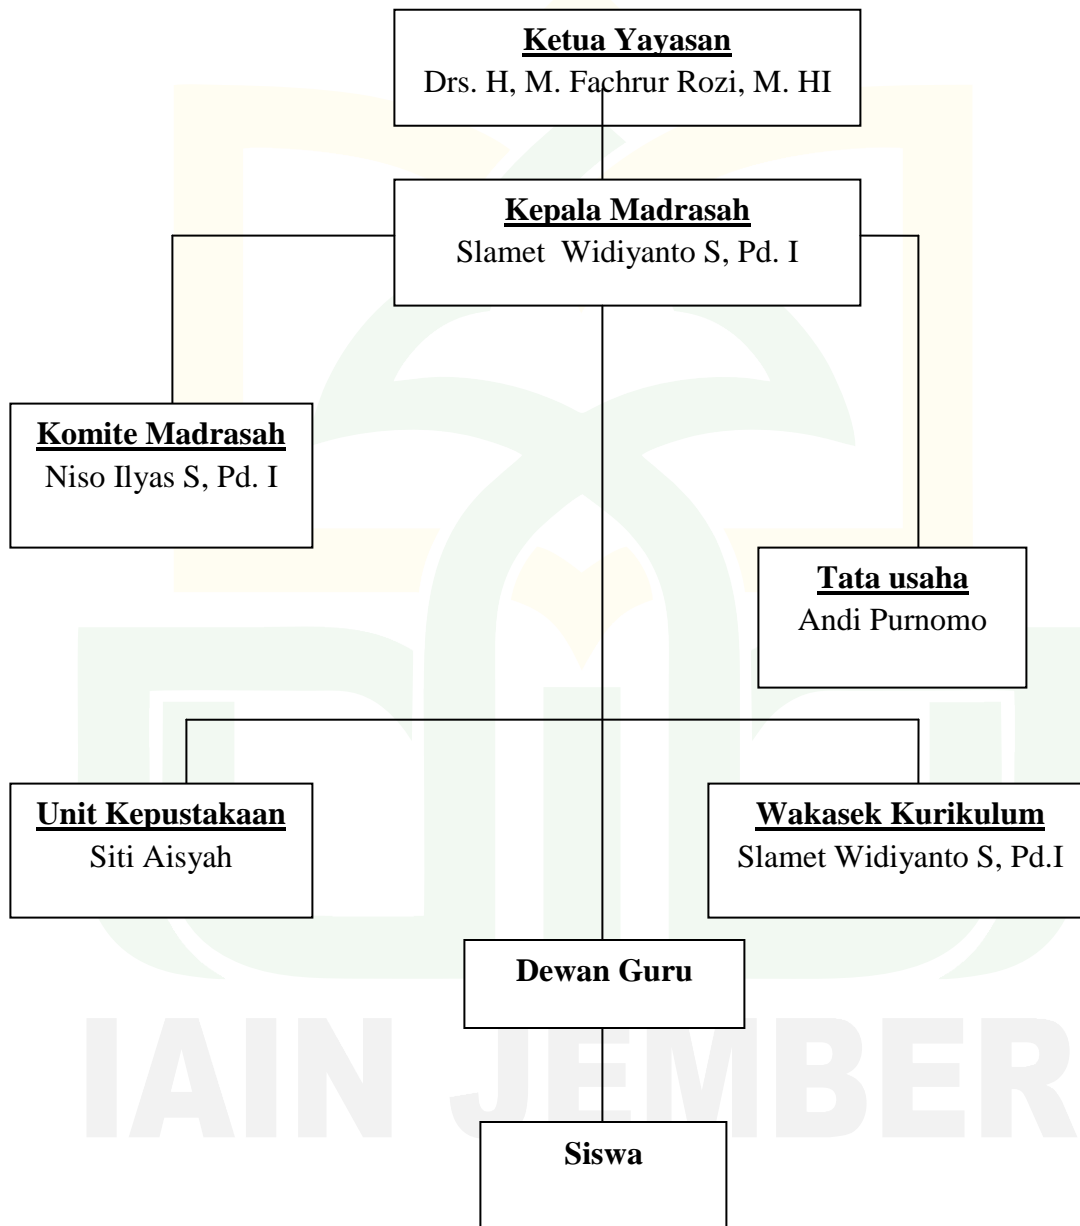 Ketua Yayasan
Drs. H, M. Fachrur Rozi, M. HI
Kepala Madrasah
Slamet Widiyanto S, Pd. I
Komite Madrasah
Niso Ilyas S, Pd. I
Tata usaha
Andi Purnomo
Unit Kepustakaan
Siti Aisyah
Wakasek Kurikulum
Slamet Widiyanto S, Pd.I
Dewan Guru
IAIN JEMBER
Siswa